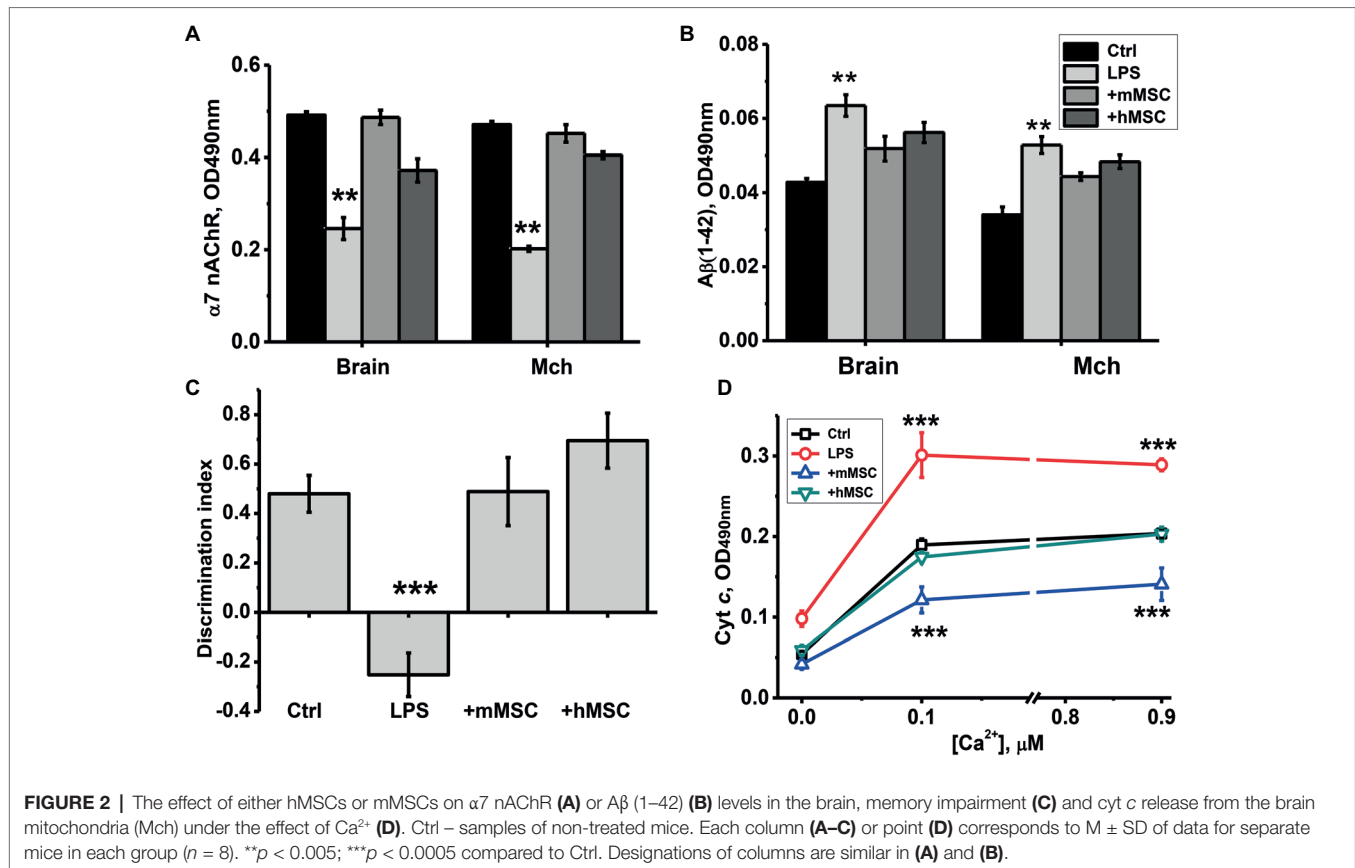 A
α7 nAChR, OD490nm
0.6
0.4
0.2
0.0
**
**
Brain
Mch
B
Aβ(1-42), OD490nm
0.08
0.06
0.04
0.02
0.00
**
**
Brain
Mch
Ctrl
LPS
+mMSC
+hMSC
C
Discrimination index
0.8
0.6
0.4
0.2
0.0
-0.2
-0.4
***
Ctrl
LPS
+mMSC
+hMSC
D
Cyt c, OD490nm
0.3
0.2
0.1
0.0
Ctrl
LPS
+mMSC
+hMSC
***
***
***
***
0.0
0.1
0.8
0.9
[Ca2+], μM
FIGURE 2 | The effect of either hMSCs or mMSCs on α7 nAChR (A) or Aβ (1–42) (B) levels in the brain, memory impairment (C) and cyt c release from the brain
mitochondria (Mch) under the effect of Ca2+ (D). Ctrl – samples of non-treated mice. Each column (A–C) or point (D) corresponds to M ± SD of data for separate
mice in each group (n = 8). **p < 0.005; ***p < 0.0005 compared to Ctrl. Designations of columns are similar in (A) and (B).